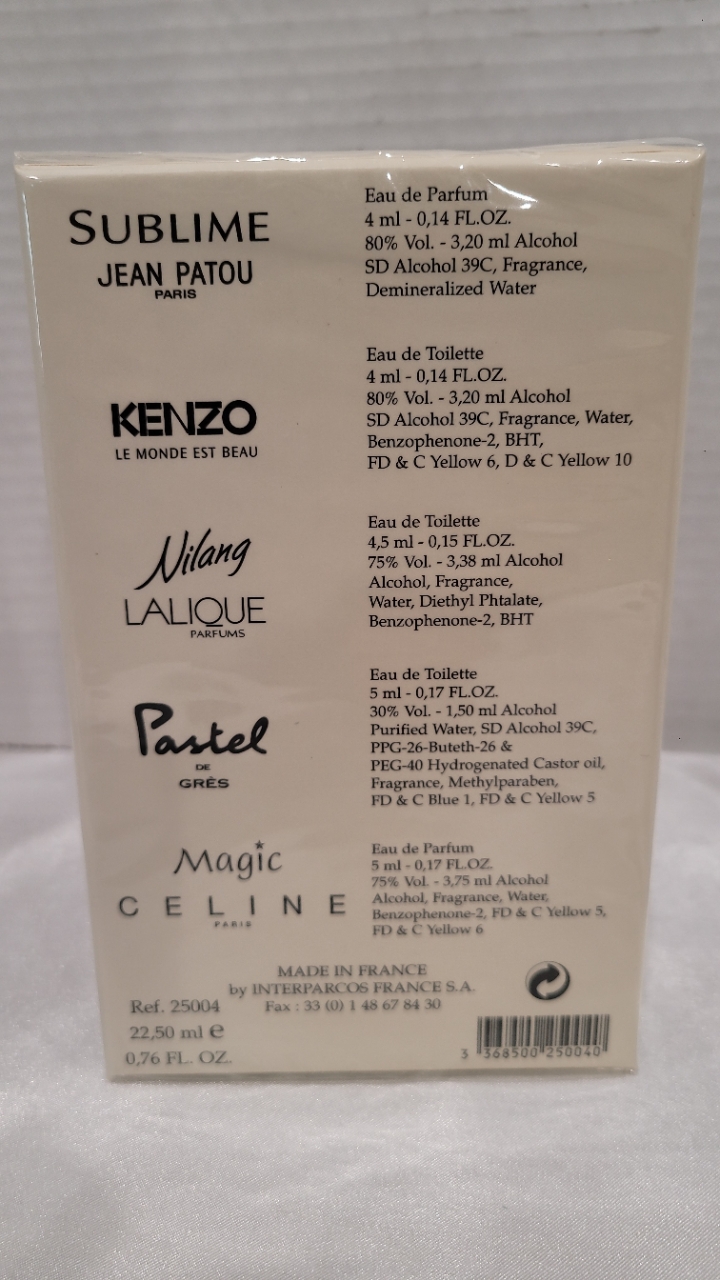 SUBLIME
JEAN PATOU
PARIS
Eau de Parfum
4 ml - 0,14 FL.OZ.
80% Vol. - 3,20 ml Alcohol
SD Alcohol 39C, Fragrance,
Demineralized Water
KENZO
LE MONDE EST BEAU
Eau de Toilette
4 ml - 0,14 FL.OZ.
80% Vol. - 3,20 ml Alcohol
SD Alcohol 39C, Fragrance, Water,
Benzophenone-2, BHT,
FD & C Yellow 6, D & C Yellow 10
Nilang
LALIQUE
PARFUMS
Eau de Toilette
4,5 ml - 0,15 FL.OZ.
75% Vol. - 3,38 ml Alcohol
Alcohol, Fragrance,
Water, Diethyl Phtalate,
Benzophenone-2, BHT
Pastel
DE
GRÈS
Eau de Toilette
5 ml - 0,17 FL.OZ.
30% Vol. - 1,50 ml Alcohol
Purified Water, SD Alcohol 39C,
PPG-26-Buteth-26 &
PEG-40 Hydrogenated Castor oil,
Fragrance, Methylparaben,
FD & C Blue 1, FD & C Yellow 5
Magic
CELINE
PARIS
Eau de Parfum
5 ml - 0,17 FL.OZ.
75% Vol. - 3,75 ml Alcohol
Alcohol, Fragrance, Water,
Benzophenone-2, FD & C Yellow 5,
FD & C Yellow 6
MADE IN FRANCE
by INTERPARCOS FRANCE S.A.
Fax : 33 (0) 1 48 67 84 30
Ref. 25004
22,50 ml e
0,76 FL. OZ.
3 368500 250040